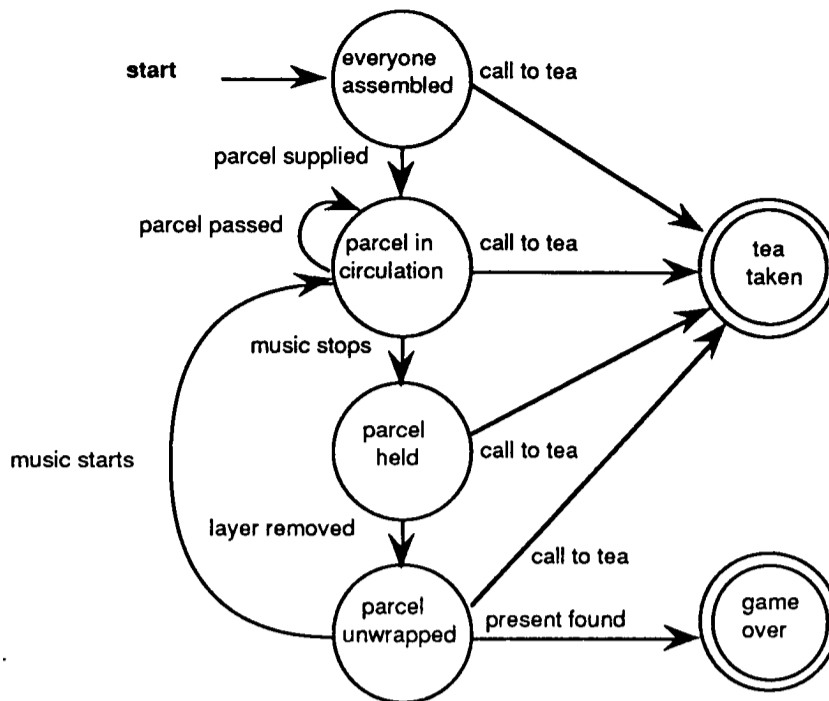 start
everyone
assembled
call to tea
parcel supplied
parcel passed
parcel in
circulation
call to tea
tea
taken
music stops
parcel
held
call to tea
music starts
layer removed
call to tea
parcel
unwrapped
present found
game
over